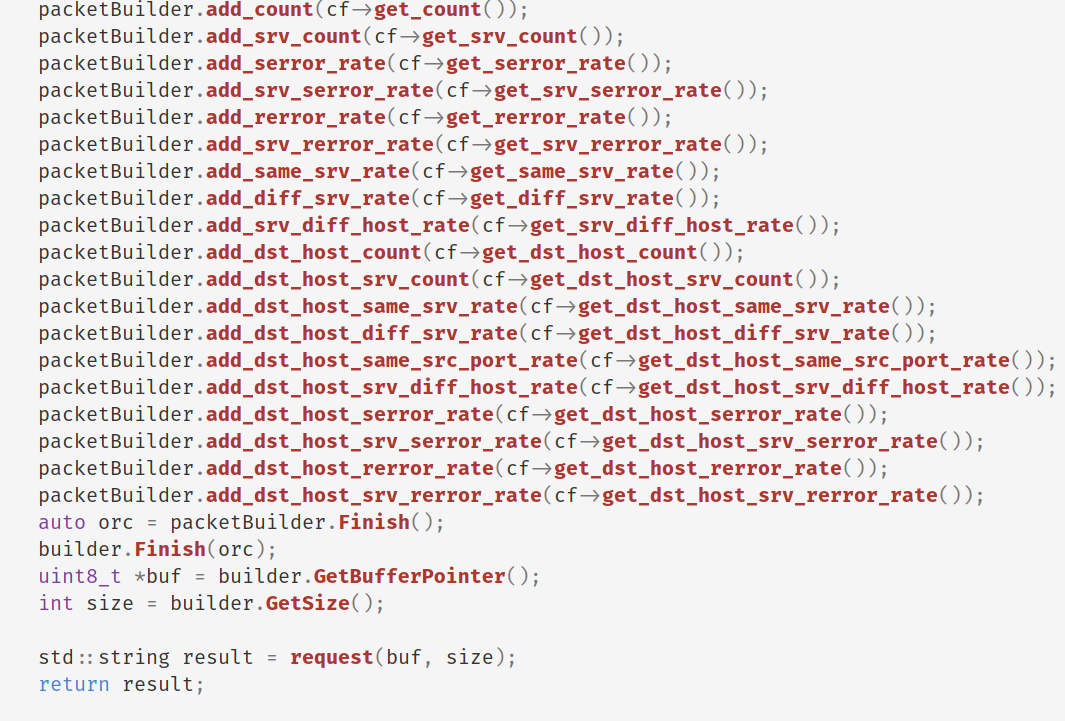 packetBuilder.add_count(cf->get_count());
packetBuilder.add_srv_count(cf->get_srv_count());
packetBuilder.add_serror_rate(cf->get_serror_rate());
packetBuilder.add_srv_serror_rate(cf->get_srv_serror_rate());
packetBuilder.add_rerror_rate(cf->get_rerror_rate());
packetBuilder.add_srv_rerror_rate(cf->get_srv_rerror_rate());
packetBuilder.add_same_srv_rate(cf->get_same_srv_rate());
packetBuilder.add_diff_srv_rate(cf->get_diff_srv_rate());
packetBuilder.add_srv_diff_host_rate(cf->get_srv_diff_host_rate());
packetBuilder.add_dst_host_count(cf->get_dst_host_count());
packetBuilder.add_dst_host_srv_count(cf->get_dst_host_srv_count());
packetBuilder.add_dst_host_same_srv_rate(cf->get_dst_host_same_srv_rate());
packetBuilder.add_dst_host_diff_srv_rate(cf->get_dst_host_diff_srv_rate());
packetBuilder.add_dst_host_same_src_port_rate(cf->get_dst_host_same_src_port_rate());
packetBuilder.add_dst_host_srv_diff_host_rate(cf->get_dst_host_srv_diff_host_rate());
packetBuilder.add_dst_host_serror_rate(cf->get_dst_host_serror_rate());
packetBuilder.add_dst_host_srv_serror_rate(cf->get_dst_host_srv_serror_rate());
packetBuilder.add_dst_host_rerror_rate(cf->get_dst_host_rerror_rate());
packetBuilder.add_dst_host_srv_rerror_rate(cf->get_dst_host_srv_rerror_rate());
auto orc = packetBuilder.Finish();
builder.Finish(orc);
uint8_t *buf = builder.GetBufferPointer();
int size = builder.GetSize();
std::string result = request(buf, size);
return result;